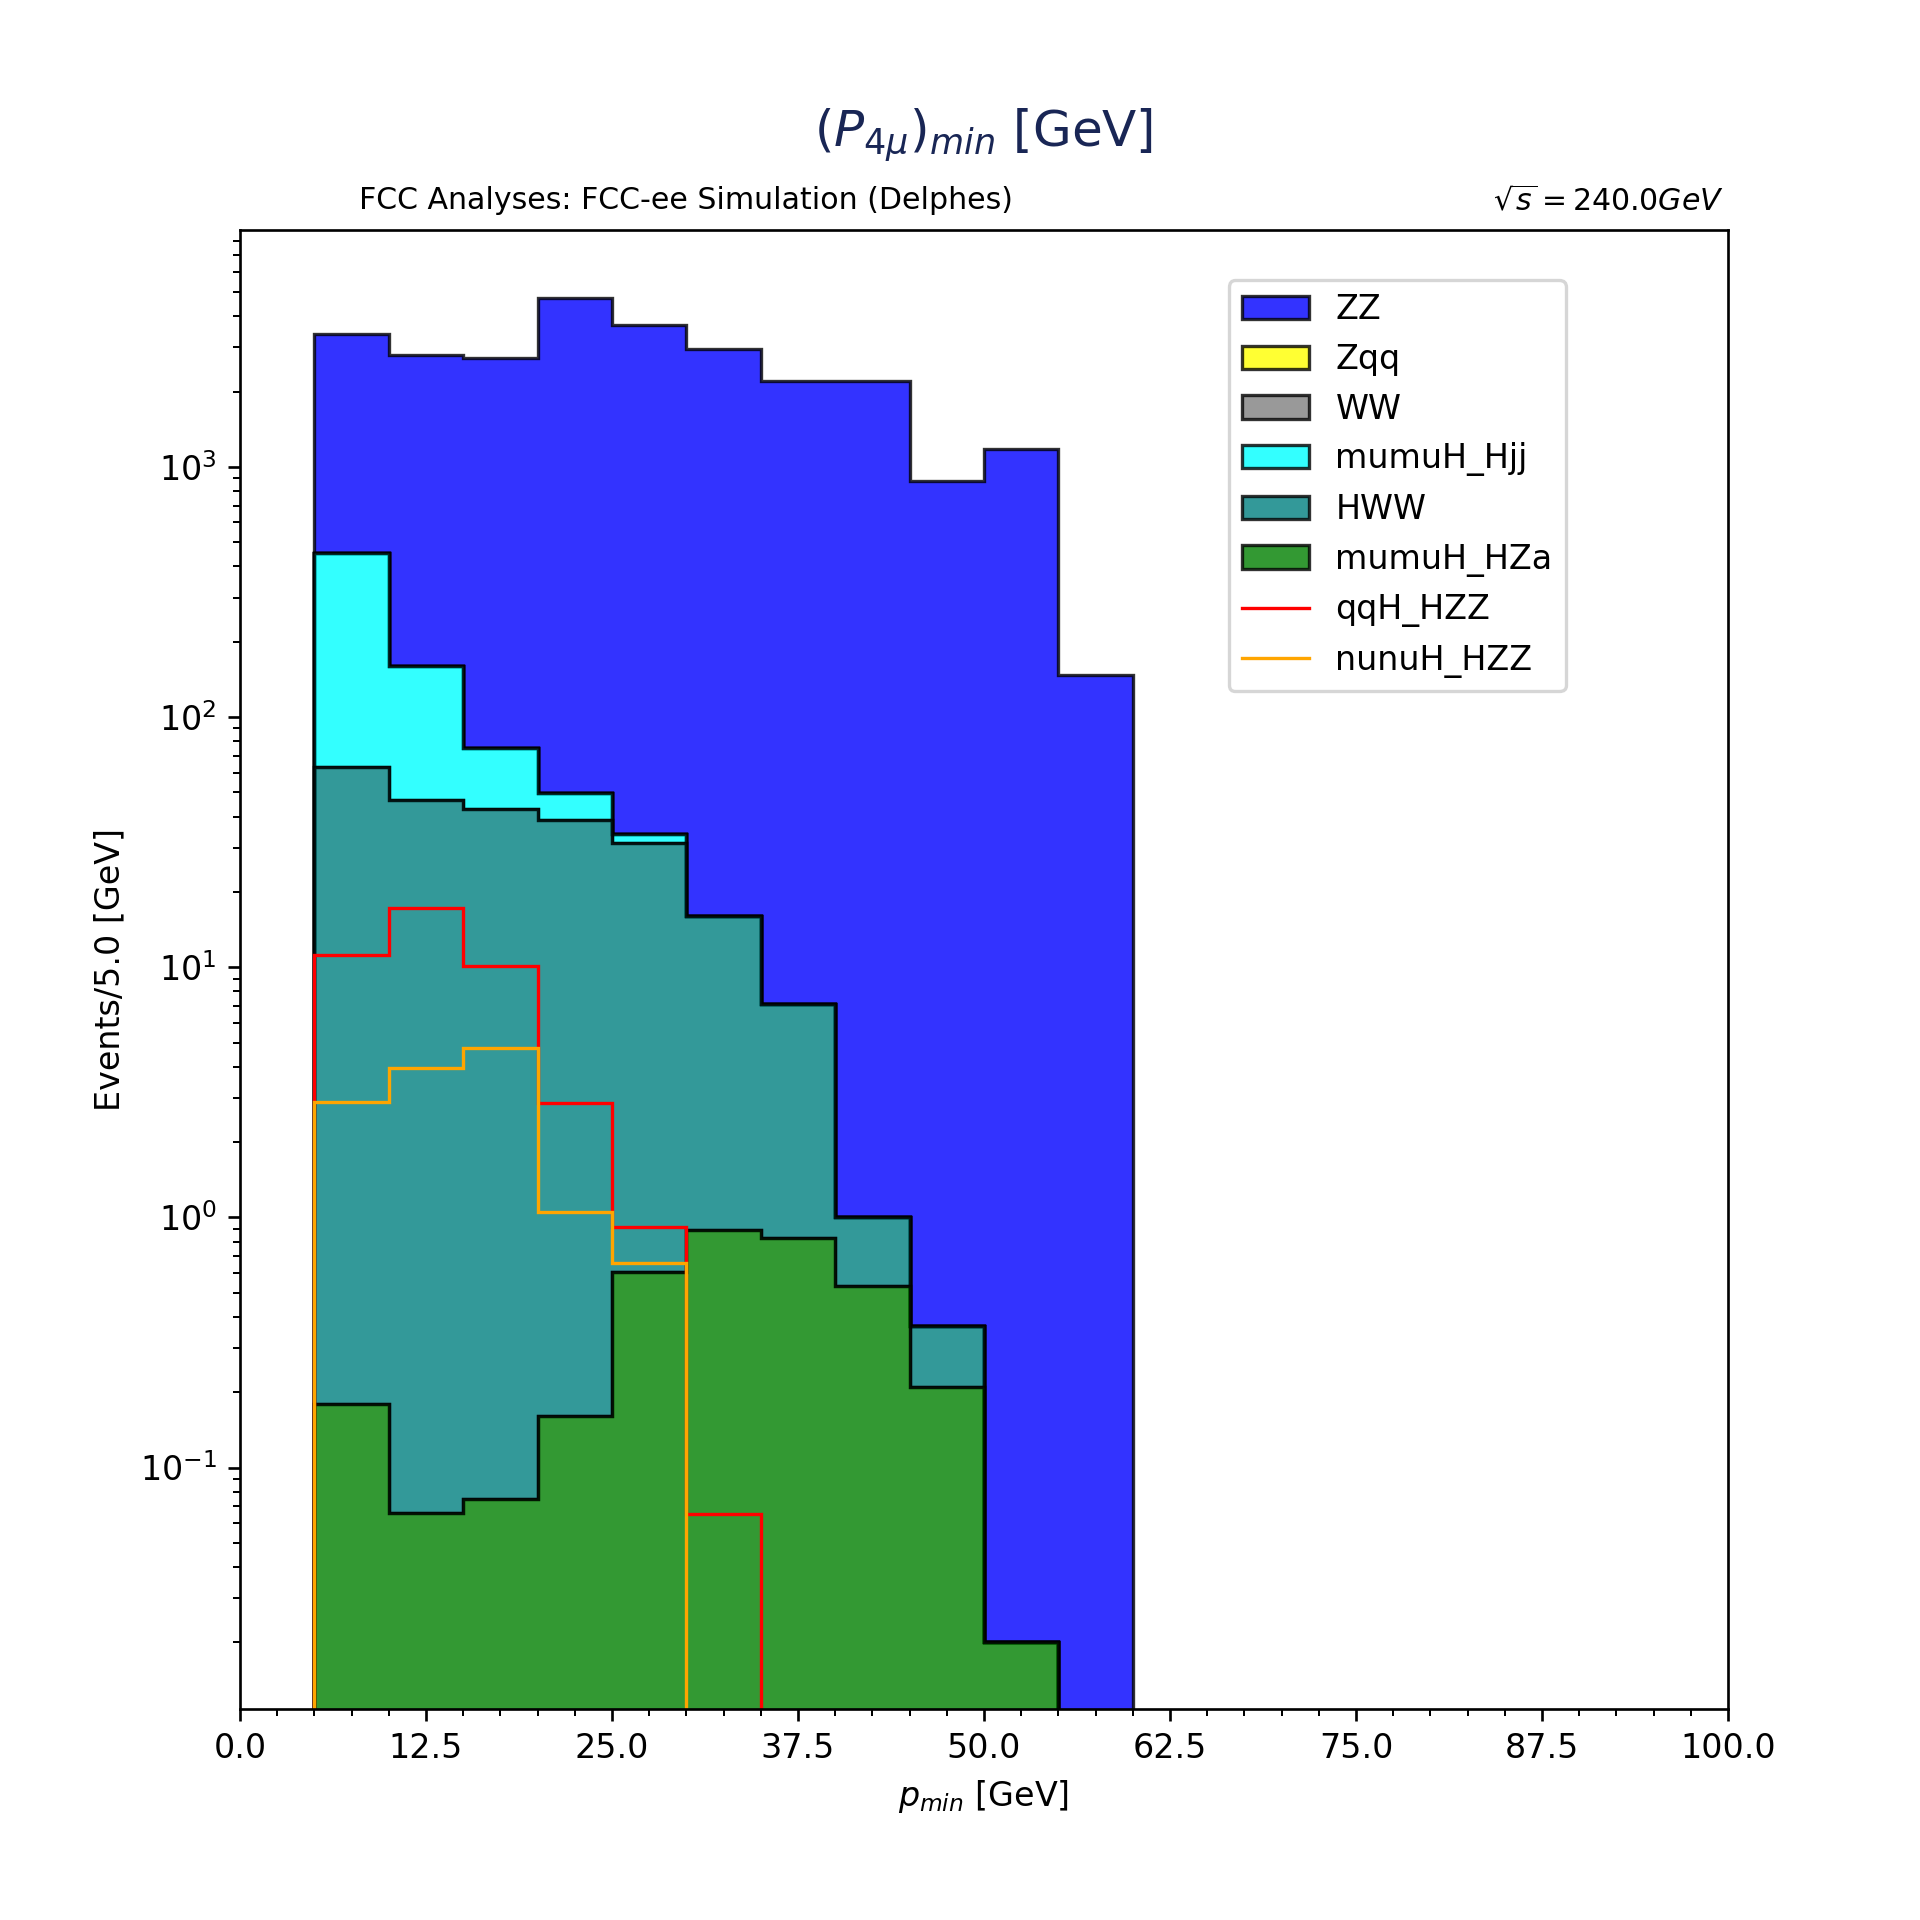 (P₄μ)ₘᵢₙ [GeV]
FCC Analyses: FCC-ee Simulation (Delphes)
√s = 240.0GeV
ZZ
Zqq
WW
mumuH_Hjj
HWW
mumuH_HZa
qqH_HZZ
nunuH_HZZ
Events/5.0 [GeV]
10³
10²
10¹
10⁰
10⁻¹
0.0 12.5 25.0 37.5 50.0 62.5 75.0 87.5 100.0
pₘᵢₙ [GeV]